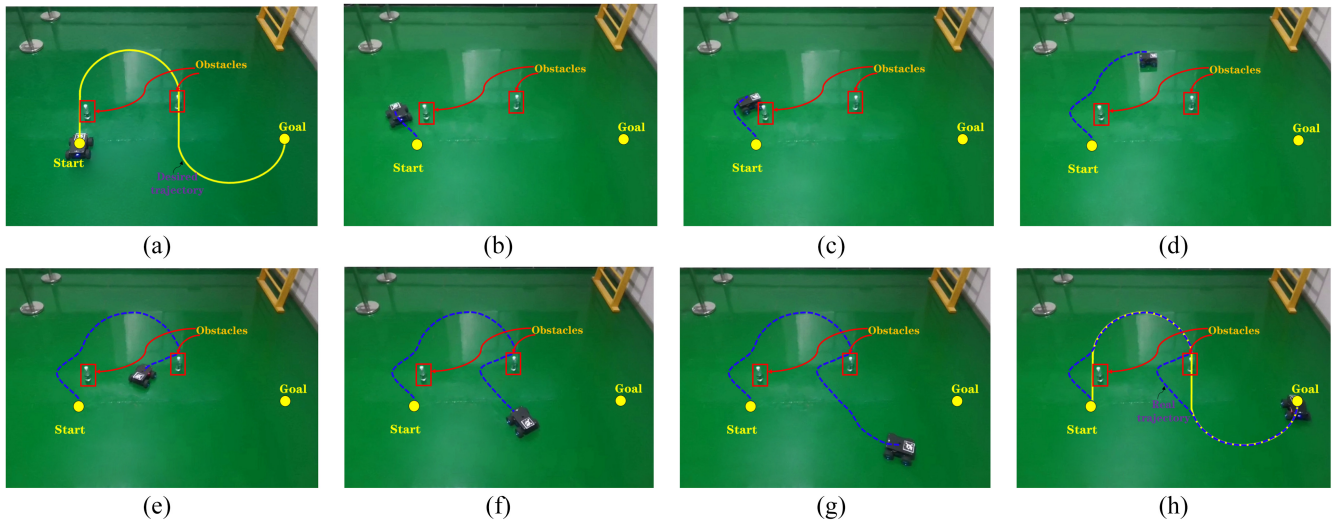 Obstacles
Goal
Start
Desired
trajectory
(a)
Obstacles
Goal
Start
(b)
Obstacles
Goal
Start
(c)
Obstacles
Goal
Start
(d)
Obstacles
Goal
Start
(e)
Obstacles
Goal
Start
(f)
Obstacles
Goal
Start
(g)
Obstacles
Goal
Real
trajectory
Start
(h)